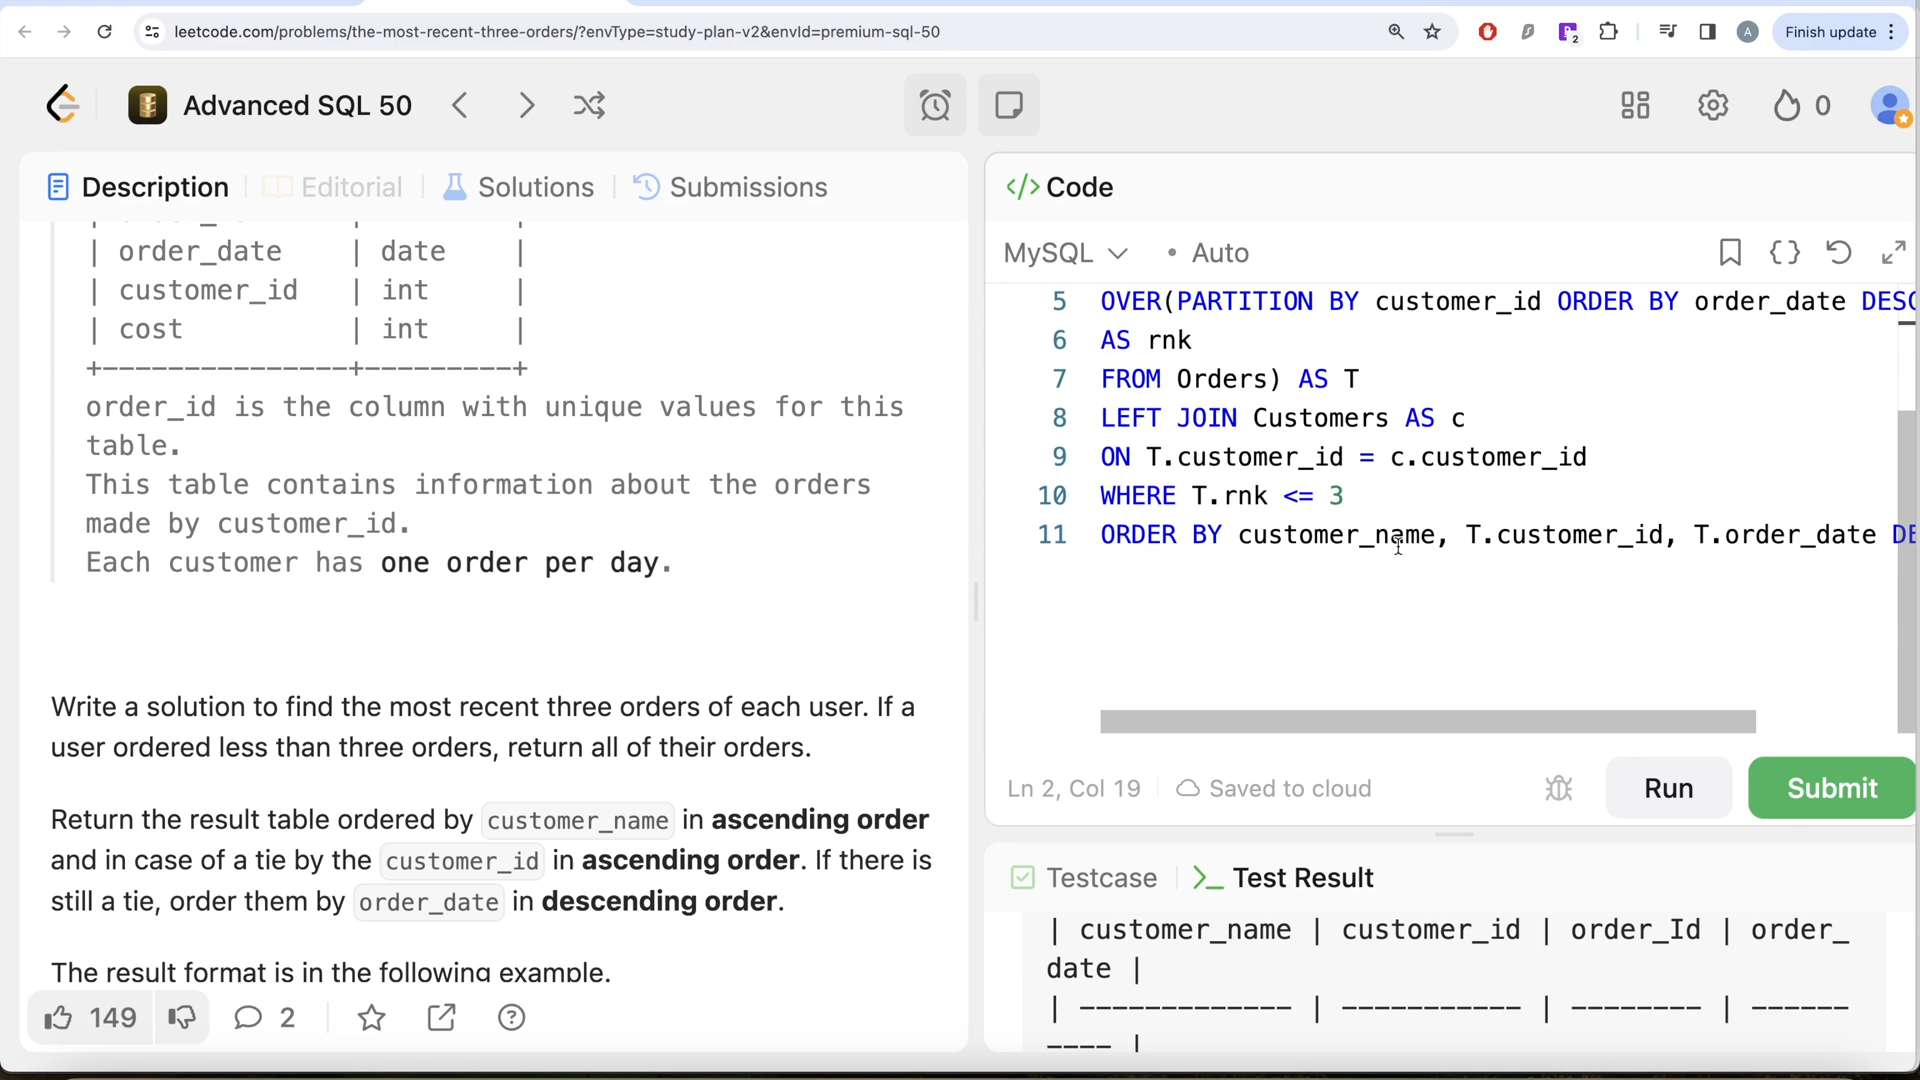 leetcode.com/problems/the-most-recent-three-orders/?envType=study-plan-v2&envId=premium-sql-50
2
A
Finish update
Advanced SQL 50
0
Description
Editorial
Solutions
Submissions
| order_date | date |
| customer_id | int |
| cost | int |
+---------------+---------+
order_id is the column with unique values for this
table.
This table contains information about the orders
made by customer_id.
Each customer has one order per day.
Write a solution to find the most recent three orders of each user. If a
user ordered less than three orders, return all of their orders.
Return the result table ordered by customer_name in ascending order
and in case of a tie by the customer_id in ascending order. If there is
still a tie, order them by order_date in descending order.
The result format is in the following example.
149
2
</> Code
MySQL
• Auto
5 OVER(PARTITION BY customer_id ORDER BY order_date DESC
6 AS rnk
7 FROM Orders) AS T
8 LEFT JOIN Customers AS c
9 ON T.customer_id = c.customer_id
10 WHERE T.rnk <= 3
11 ORDER BY customer_name, T.customer_id, T.order_date DE
Ln 2, Col 19
Saved to cloud
Run
Submit
Testcase
Test Result
| customer_name | customer_id | order_Id | order_
date |
| ------------- | ----------- | -------- | ------
---- |